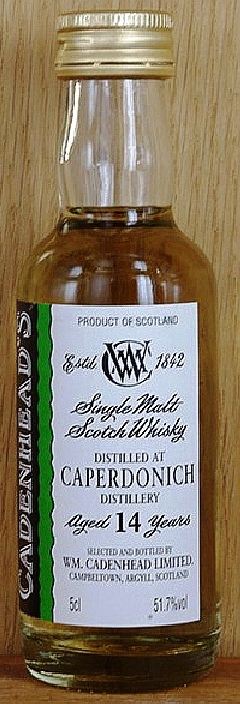 CADENHEAD'S
PRODUCT OF SCOTLAND
Estd WC 1842
Single Malt
Scotch Whisky
DISTILLED AT
CAPERDONICH
DISTILLERY
Aged 14 Years
SELECTED AND BOTTLED BY
WM. CADENHEAD LIMITED.
CAMPBELTOWN, ARGYLL, SCOTLAND
5cl 51.7%vol